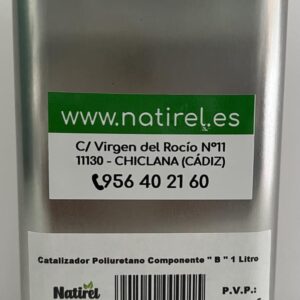 www.natirel.es
C/ Virgen del Rocío Nº11
11130 - CHICLANA (CÁDIZ)
956 40 21 60
Catalizador Poliuretano Componente " B " 1 Litro
Natirel
P.V.P.: